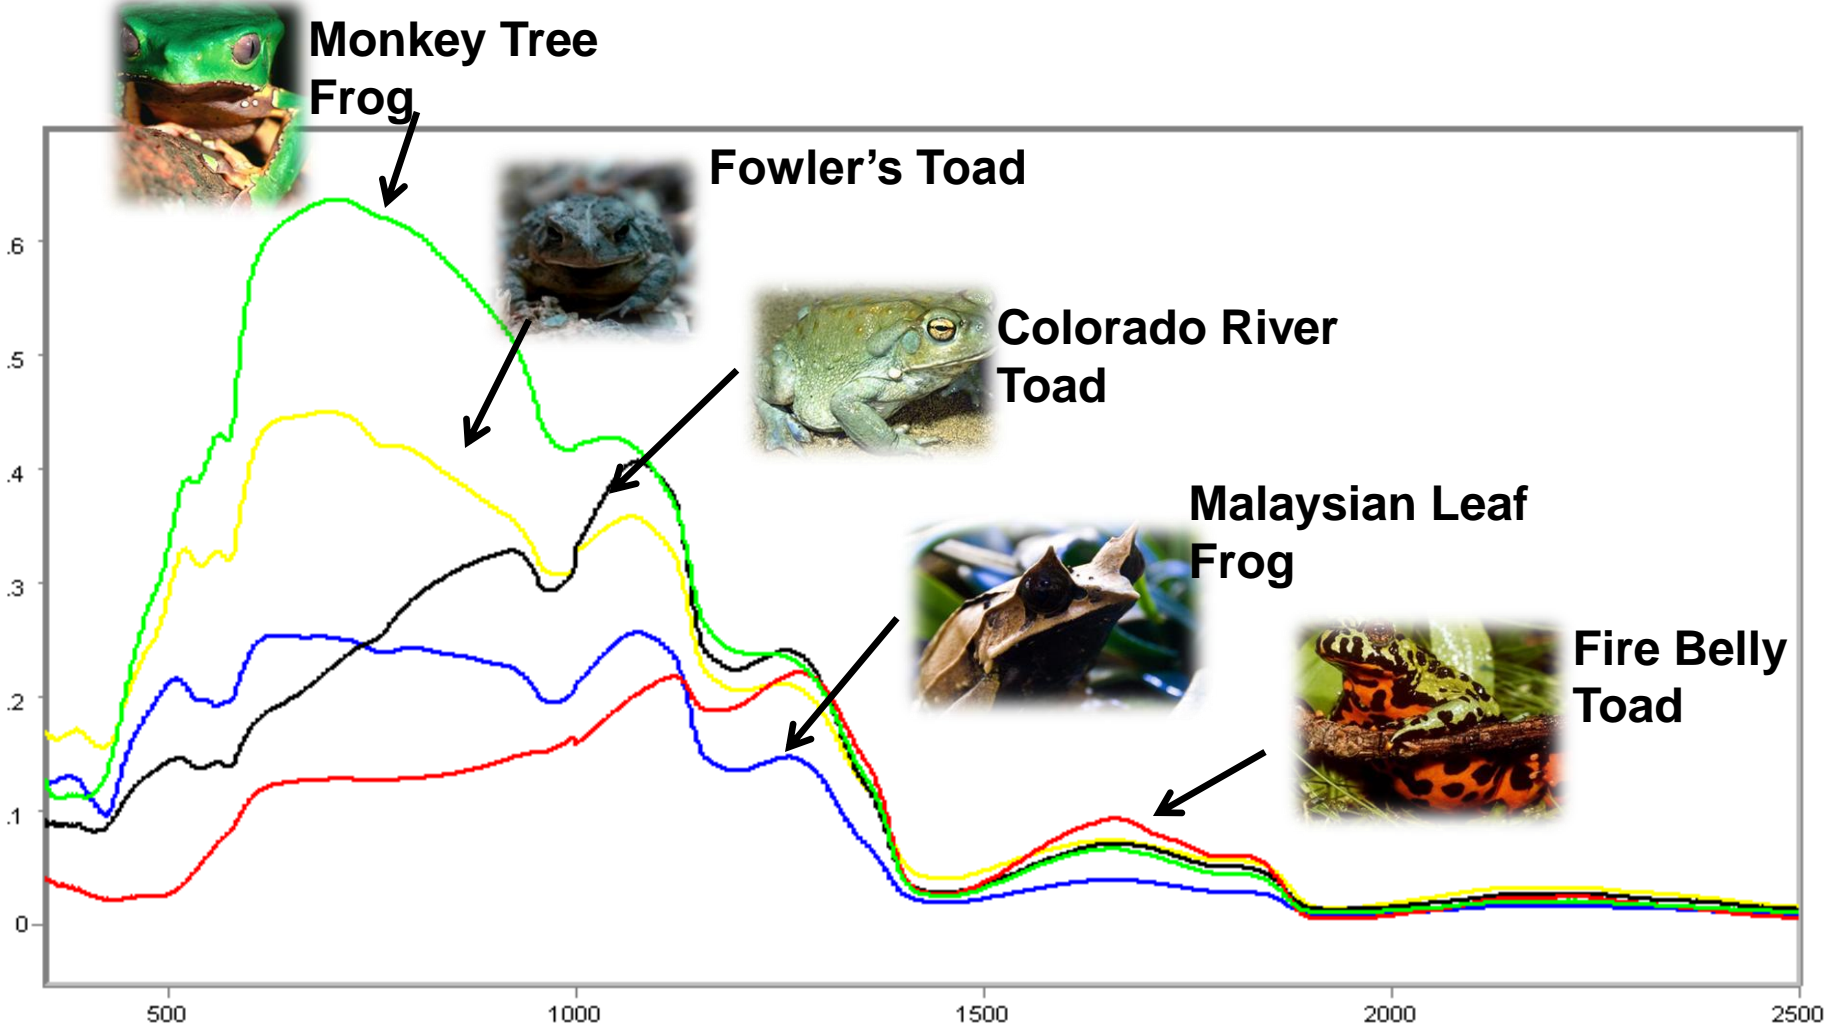 Monkey Tree
Frog
Fowler’s Toad
Colorado River
Toad
Malaysian Leaf
Frog
Fire Belly
Toad
.6
.5
.4
.3
.2
.1
0
500
1000
1500
2000
2500